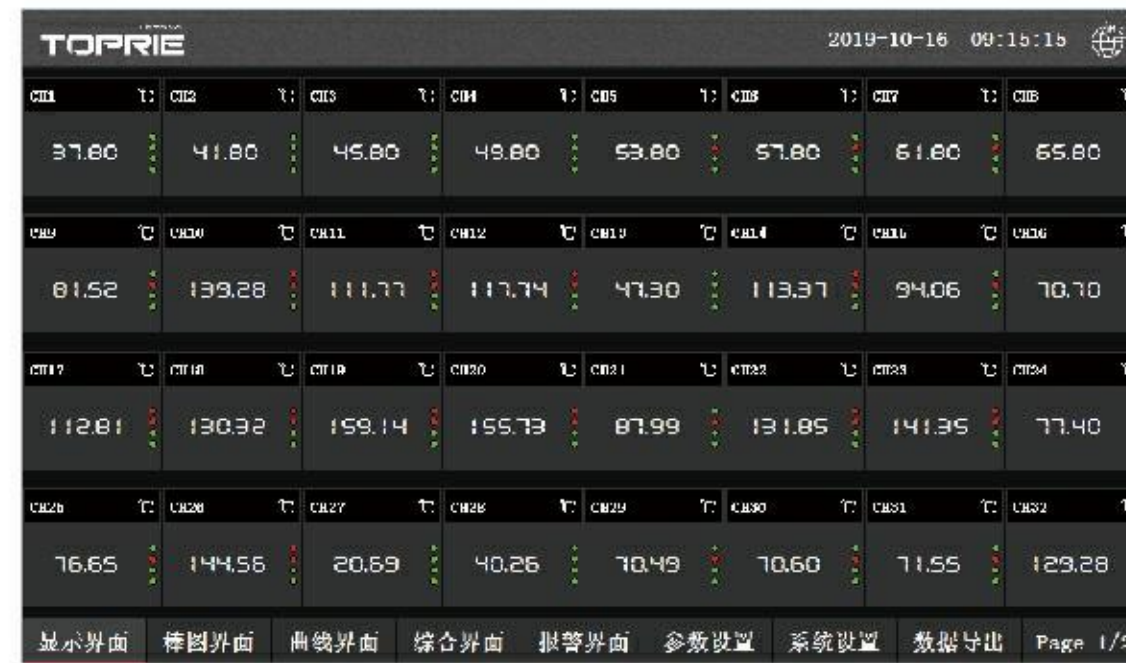 TOPRIE 2019-10-16 09:15:15
CH1 ℃ CH2 ℃ CH3 ℃ CH4 ℃ CH5 ℃ CH6 ℃ CH7 ℃ CH8
37.80 41.80 45.80 49.80 53.80 57.80 61.80 65.80
CH9 ℃ CH10 ℃ CH11 ℃ CH12 ℃ CH13 ℃ CH14 ℃ CH15 ℃ CH16
81.52 139.28 111.77 117.74 47.30 113.37 94.06 70.70
CH17 ℃ CH18 ℃ CH19 ℃ CH20 ℃ CH21 ℃ CH22 ℃ CH23 ℃ CH24
112.81 130.32 159.14 155.73 87.99 131.85 141.35 77.40
CH25 ℃ CH26 ℃ CH27 ℃ CH28 ℃ CH29 ℃ CH30 ℃ CH31 ℃ CH32
76.65 144.56 20.69 40.26 70.49 70.60 71.55 129.28
显示界面 棒图界面 曲线界面 综合界面 报警界面 参数设置 系统设置 数据导出 Page 1/2